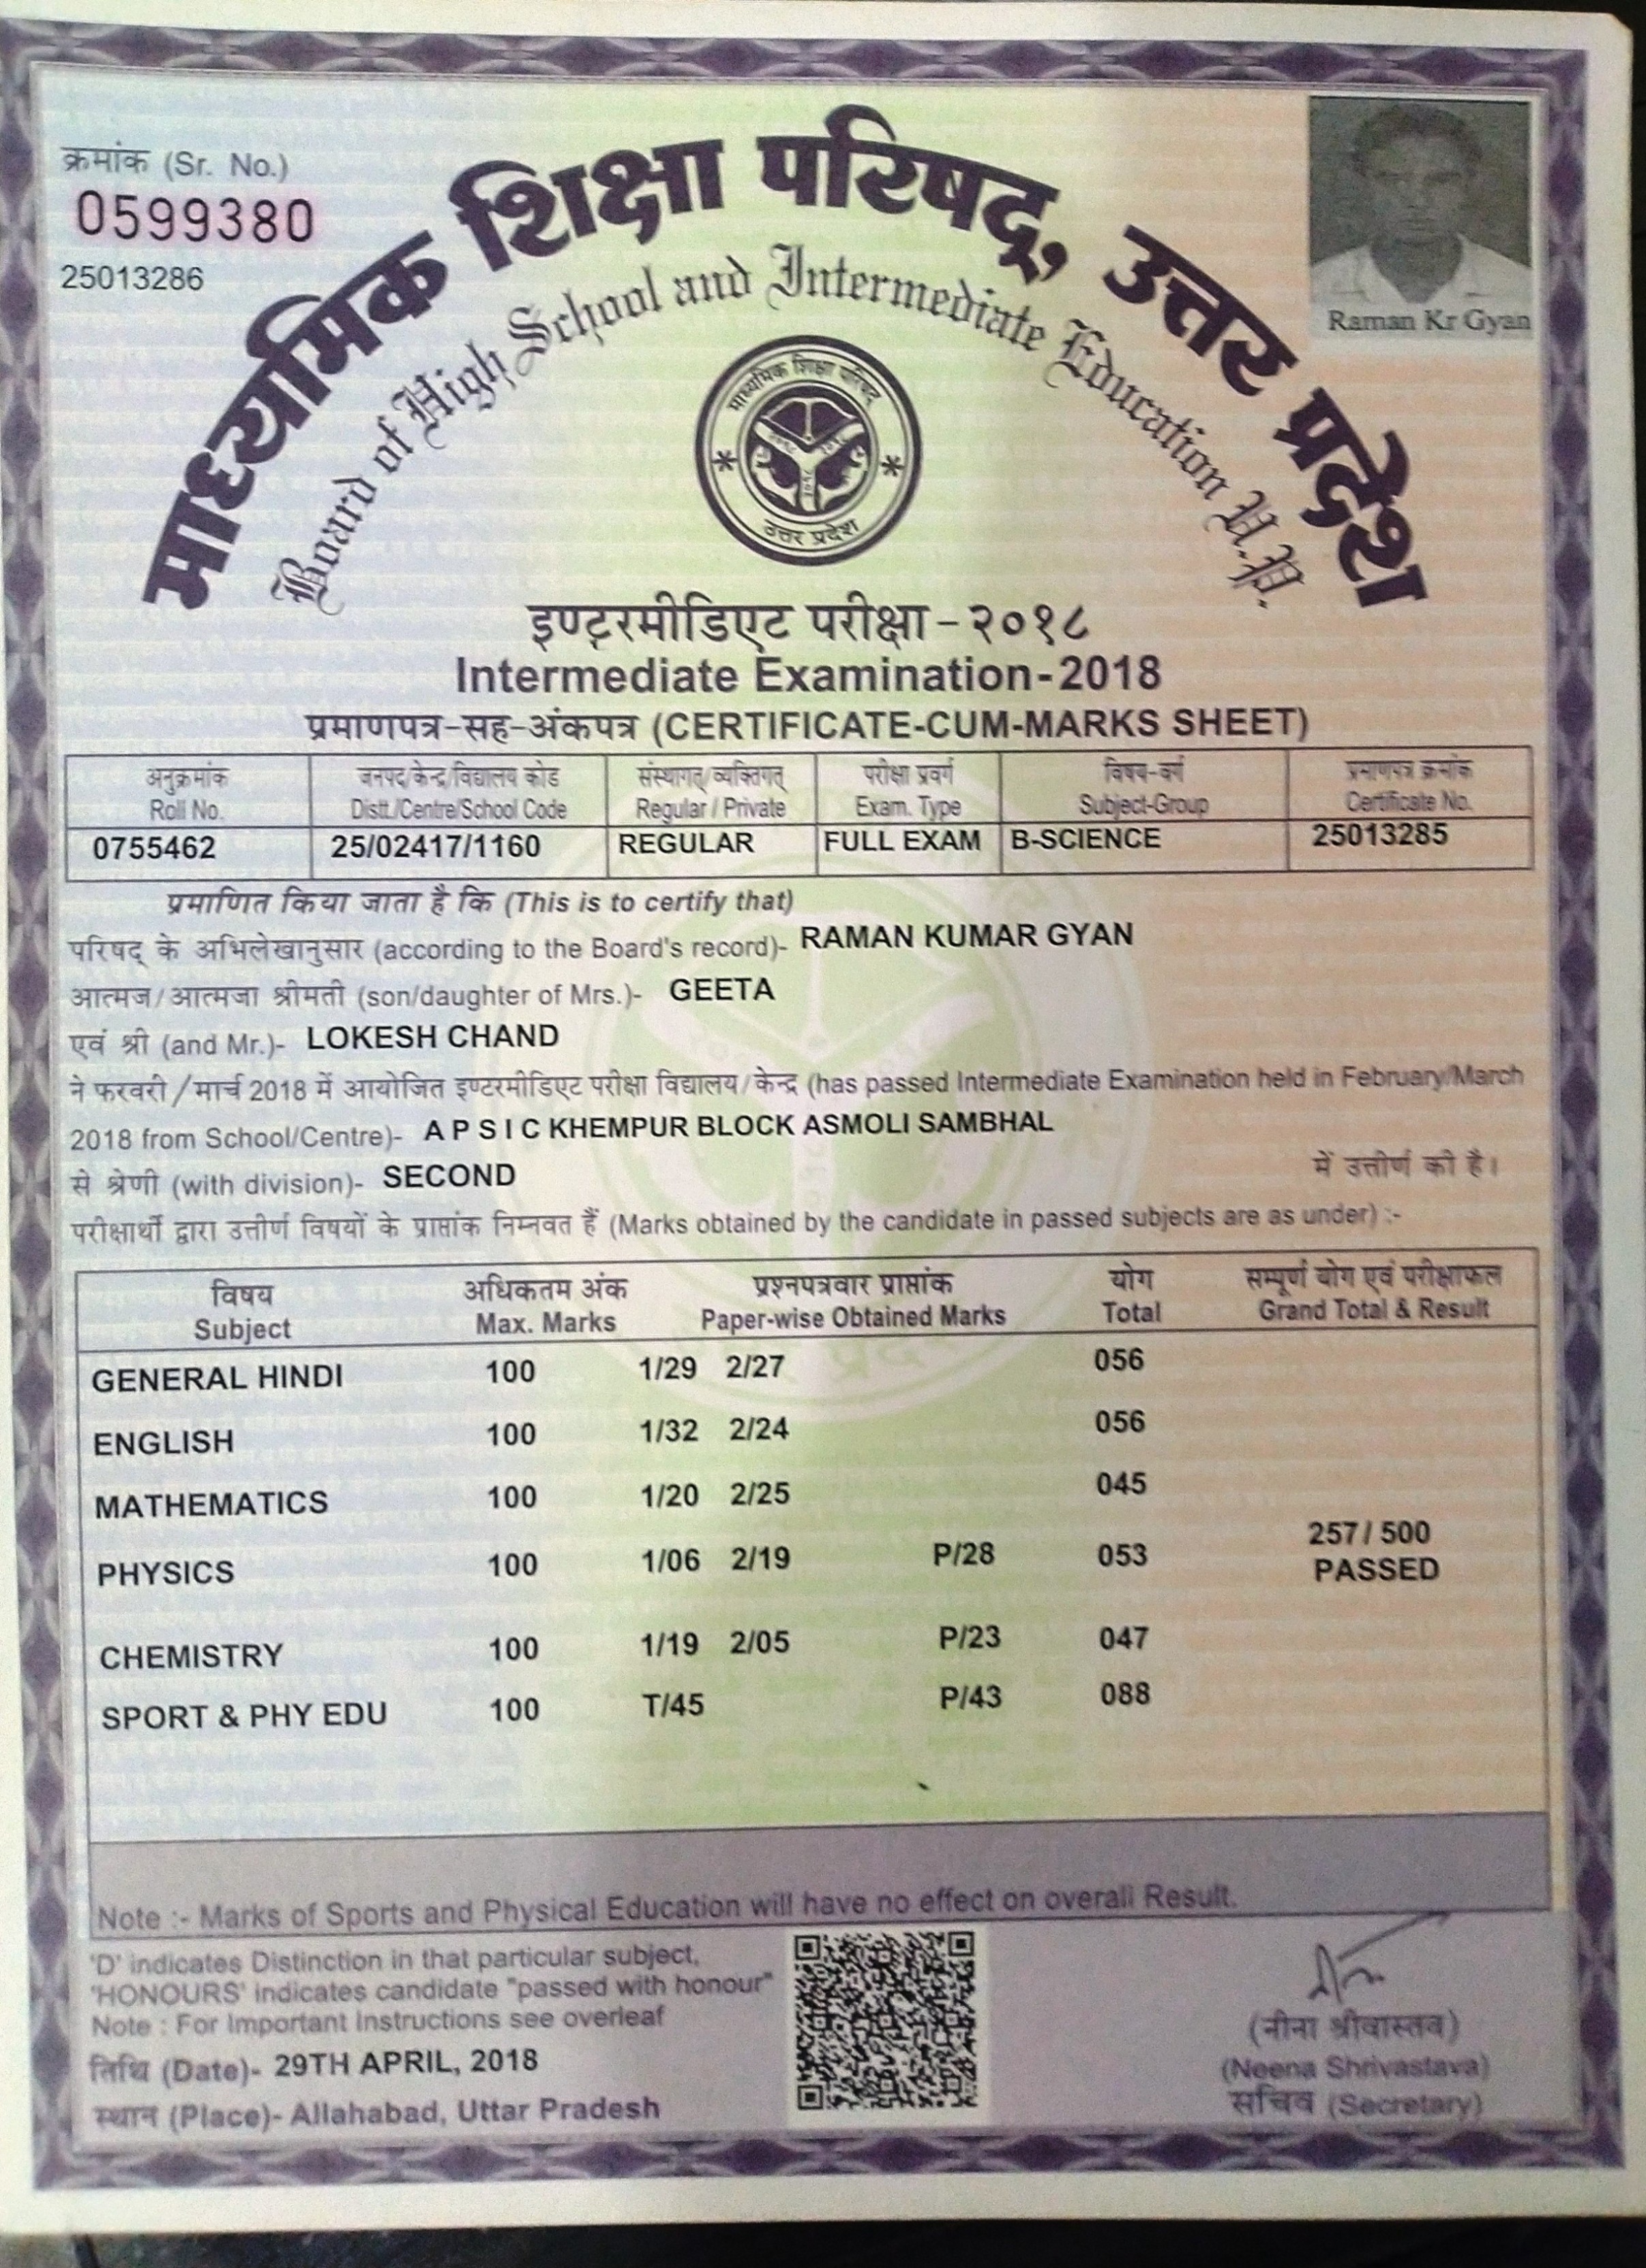 क्रमांक (Sr. No.)
0599380
25013286
Raman Kr Gyan
माध्यमिक शिक्षा परिषद्, उत्तर प्रदेश
Board of High School and Intermediate Education U.P.
माध्यमिक शिक्षा परिषद्
उत्तर प्रदेश
इण्टरमीडिएट परीक्षा - २०१८
Intermediate Examination-2018
प्रमाणपत्र-सह-अंकपत्र (CERTIFICATE-CUM-MARKS SHEET)
अनुक्रमांक जनपद/केन्द्र/विद्यालय कोड संस्थागत्/व्यक्तिगत् परीक्षा प्रवर्ग विषय-वर्ग प्रमाणपत्र क्रमांक
Roll No. Distt./Centre/School Code Regular / Private Exam. Type Subject-Group Certificate No.
0755462 25/02417/1160 REGULAR FULL EXAM B-SCIENCE 25013285
प्रमाणित किया जाता है कि (This is to certify that)
परिषद् के अभिलेखानुसार (according to the Board's record)- RAMAN KUMAR GYAN
आत्मज/आत्मजा श्रीमती (son/daughter of Mrs.)- GEETA
एवं श्री (and Mr.)- LOKESH CHAND
ने फरवरी/मार्च 2018 में आयोजित इण्टरमीडिएट परीक्षा विद्यालय/केन्द्र (has passed Intermediate Examination held in February/March
2018 from School/Centre)- A P S I C KHEMPUR BLOCK ASMOLI SAMBHAL
से श्रेणी (with division)- SECOND में उत्तीर्ण की है।
परीक्षार्थी द्वारा उत्तीर्ण विषयों के प्राप्तांक निम्नवत हैं (Marks obtained by the candidate in passed subjects are as under) :-
विषय अधिकतम अंक प्रश्नपत्रवार प्राप्तांक योग सम्पूर्ण योग एवं परीक्षाफल
Subject Max. Marks Paper-wise Obtained Marks Total Grand Total & Result
GENERAL HINDI 100 1/29 2/27 056
ENGLISH 100 1/32 2/24 056
MATHEMATICS 100 1/20 2/25 045
257 / 500
PHYSICS 100 1/06 2/19 P/28 053 PASSED
CHEMISTRY 100 1/19 2/05 P/23 047
SPORT & PHY EDU 100 T/45 P/43 088
Note :- Marks of Sports and Physical Education will have no effect on overall Result.
'D' indicates Distinction in that particular subject,
'HONOURS' indicates candidate "passed with honour"
Note : For Important Instructions see overleaf
तिथि (Date)- 29TH APRIL, 2018
स्थान (Place)- Allahabad, Uttar Pradesh
(नीना श्रीवास्तव)
(Neena Shrivastava)
सचिव (Secretary)